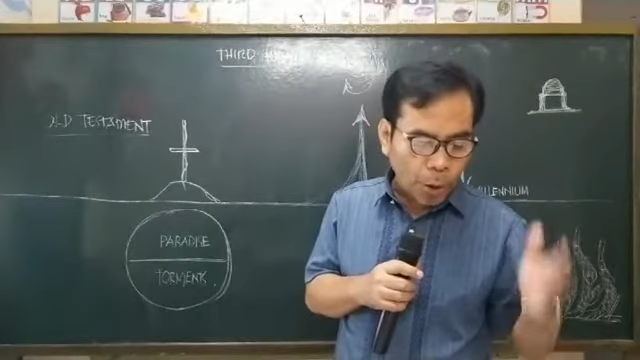 THIRD
OLD TESTAMENT
MILLENNIUM
PARADISE
TORMENT